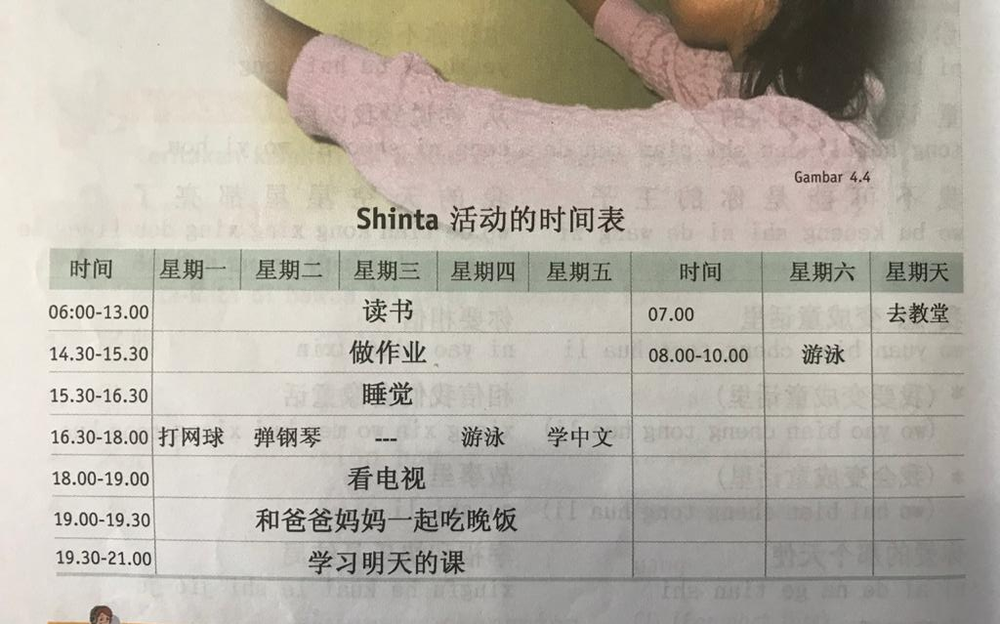 Gambar 4.4
Shinta 活动的时间表
时间 星期一 星期二 星期三 星期四 星期五 时间 星期六 星期天
06:00-13.00 读书 07.00 去教堂
14.30-15.30 做作业 08.00-10.00 游泳
15.30-16.30 睡觉
16.30-18.00 打网球 弹钢琴 --- 游泳 学中文
18.00-19.00 看电视
19.00-19.30 和爸爸妈妈一起吃晚饭
19.30-21.00 学习明天的课